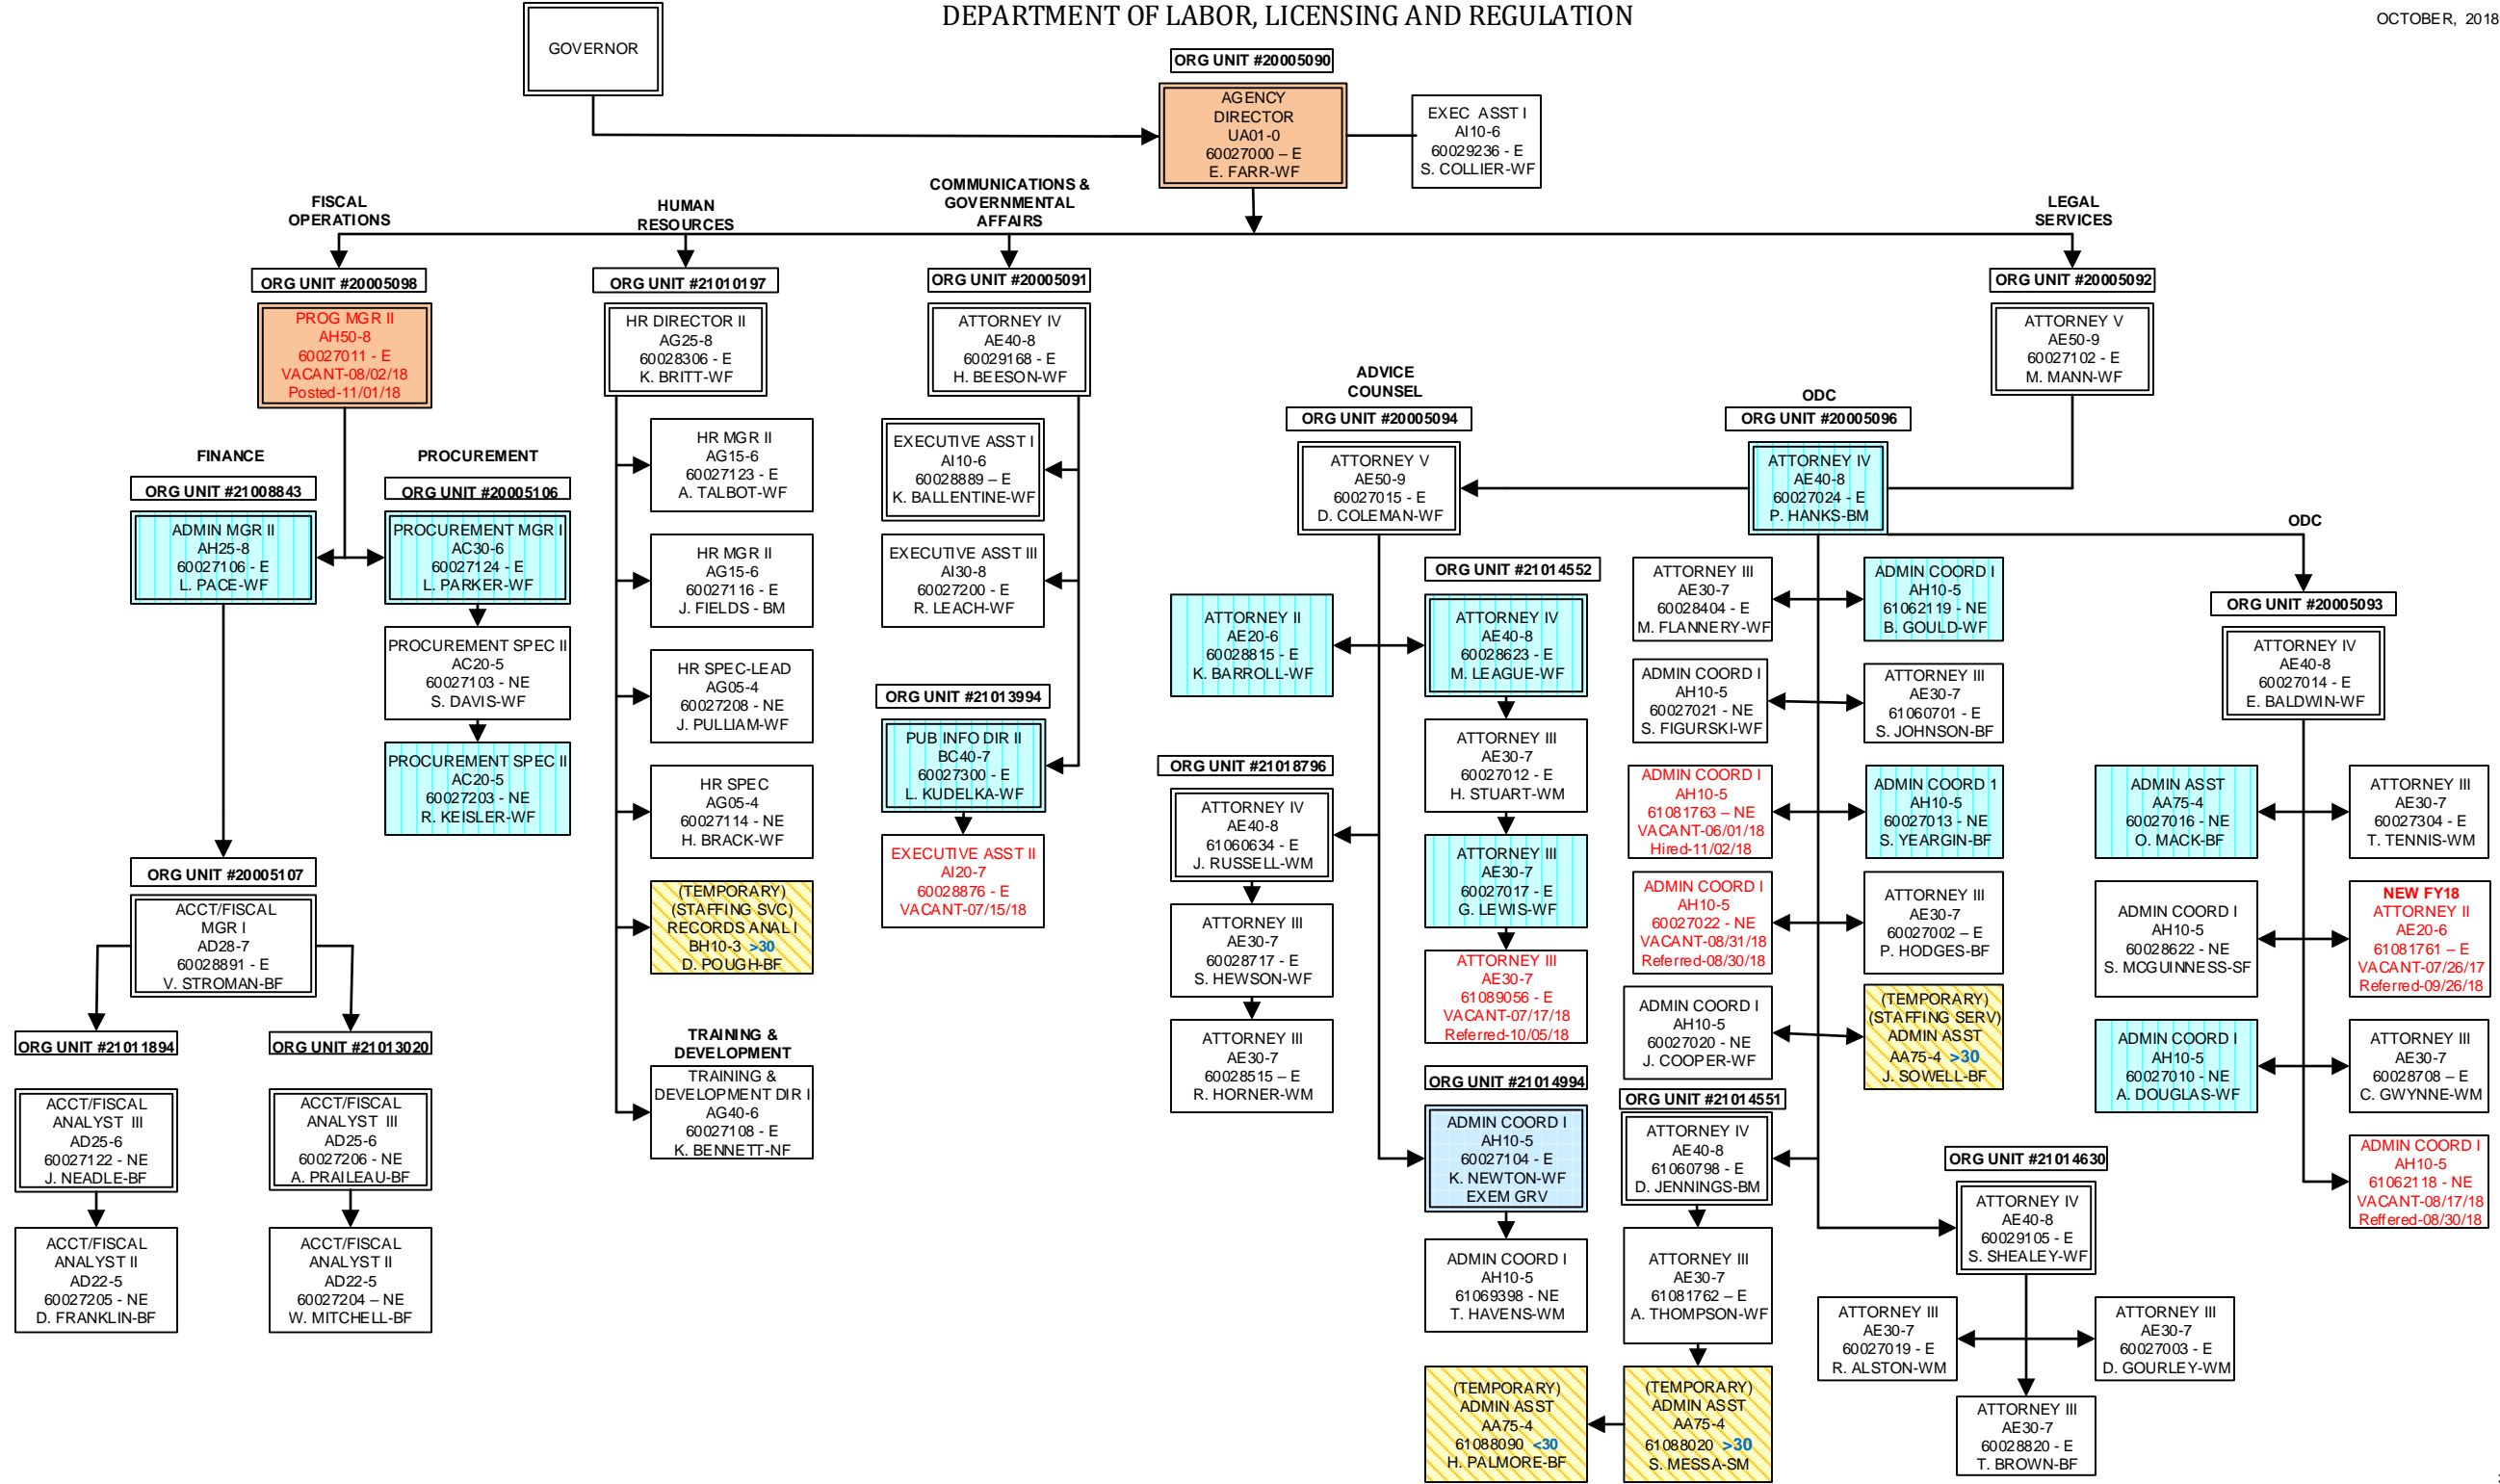 DEPARTMENT OF LABOR, LICENSING AND REGULATION
OCTOBER, 2018
GOVERNOR
ORG UNIT #20005090
AGENCY
DIRECTOR
UA01-0
60027000 – E
E. FARR-WF
EXEC ASST I
AI10-6
60029236 - E
S. COLLIER-WF
FISCAL
OPERATIONS
ORG UNIT #20005098
PROG MGR II
AH50-8
60027011 - E
VACANT-08/02/18
Posted-11/01/18
FINANCE
ORG UNIT #21008843
ADMIN MGR II
AH25-8
60027106 - E
L. PACE-WF
PROCUREMENT
ORG UNIT #20005106
PROCUREMENT MGR I
AC30-6
60027124 - E
L. PARKER-WF
PROCUREMENT SPEC II
AC20-5
60027103 - NE
S. DAVIS-WF
PROCUREMENT SPEC II
AC20-5
60027203 - NE
R. KEISLER-WF
ORG UNIT #20005107
ACCT/FISCAL
MGR I
AD28-7
60028891 - E
V. STROMAN-BF
ORG UNIT #21011894
ACCT/FISCAL
ANALYST III
AD25-6
60027122 - NE
J. NEADLE-BF
ACCT/FISCAL
ANALYST II
AD22-5
60027205 - NE
D. FRANKLIN-BF
ORG UNIT #21013020
ACCT/FISCAL
ANALYST III
AD25-6
60027206 - NE
A. PRAILEAU-BF
ACCT/FISCAL
ANALYST II
AD22-5
60027204 – NE
W. MITCHELL-BF
HUMAN
RESOURCES
ORG UNIT #21010197
HR DIRECTOR II
AG25-8
60028306 - E
K. BRITT-WF
HR MGR II
AG15-6
60027123 - E
A. TALBOT-WF
HR MGR II
AG15-6
60027116 - E
J. FIELDS - BM
HR SPEC-LEAD
AG05-4
60027208 - NE
J. PULLIAM-WF
HR SPEC
AG05-4
60027114 - NE
H. BRACK-WF
(TEMPORARY)
(STAFFING SVC)
RECORDS ANAL I
BH10-3 >30
D. POUGH-BF
TRAINING &
DEVELOPMENT
TRAINING &
DEVELOPMENT DIR I
AG40-6
60027108 - E
K. BENNETT-NF
COMMUNICATIONS &
GOVERNMENTAL
AFFAIRS
ORG UNIT #20005091
ATTORNEY IV
AE40-8
60029168 - E
H. BEESON-WF
EXECUTIVE ASST I
AI10-6
60028889 – E
K. BALLENTINE-WF
EXECUTIVE ASST III
AI30-8
60027200 - E
R. LEACH-WF
ORG UNIT #21013994
PUB INFO DIR II
BC40-7
60027300 - E
L. KUDELKA-WF
EXECUTIVE ASST II
AI20-7
60028876 - E
VACANT-07/15/18
LEGAL
SERVICES
ORG UNIT #20005092
ATTORNEY V
AE50-9
60027102 - E
M. MANN-WF
ADVICE
COUNSEL
ORG UNIT #20005094
ATTORNEY V
AE50-9
60027015 - E
D. COLEMAN-WF
ATTORNEY II
AE20-6
60028815 - E
K. BARROLL-WF
ORG UNIT #21014552
ATTORNEY IV
AE40-8
60028623 - E
M. LEAGUE-WF
ATTORNEY III
AE30-7
60027012 - E
H. STUART-WM
ATTORNEY III
AE30-7
60027017 - E
G. LEWIS-WF
ATTORNEY III
AE30-7
61089056 - E
VACANT-07/17/18
Referred-10/05/18
ORG UNIT #21018796
ATTORNEY IV
AE40-8
61060634 - E
J. RUSSELL-WM
ATTORNEY III
AE30-7
60028717 - E
S. HEWSON-WF
ATTORNEY III
AE30-7
60028515 – E
R. HORNER-WM
ORG UNIT #21014994
ADMIN COORD I
AH10-5
60027104 - E
K. NEWTON-WF
EXEM GRV
ADMIN COORD I
AH10-5
61069398 - NE
T. HAVENS-WM
ODC
ORG UNIT #20005096
ATTORNEY IV
AE40-8
60027024 - E
P. HANKS-BM
ATTORNEY III
AE30-7
60028404 - E
M. FLANNERY-WF
ADMIN COORD I
AH10-5
61062119 - NE
B. GOULD-WF
ADMIN COORD I
AH10-5
60027021 - NE
S. FIGURSKI-WF
ATTORNEY III
AE30-7
61060701 - E
S. JOHNSON-BF
ADMIN COORD I
AH10-5
61081763 – NE
VACANT-06/01/18
Hired-11/02/18
ADMIN COORD 1
AH10-5
60027013 - NE
S. YEARGIN-BF
ADMIN COORD I
AH10-5
60027022 - NE
VACANT-08/31/18
Referred-08/30/18
ATTORNEY III
AE30-7
60027002 – E
P. HODGES-BF
ADMIN COORD I
AH10-5
60027020 - NE
J. COOPER-WF
(TEMPORARY)
(STAFFING SERV)
ADMIN ASST
AA75-4 >30
J. SOWELL-BF
ORG UNIT #21014551
ATTORNEY IV
AE40-8
61060798 - E
D. JENNINGS-BM
ATTORNEY III
AE30-7
61081762 – E
A. THOMPSON-WF
(TEMPORARY)
ADMIN ASST
AA75-4
61088090 <30
H. PALMORE-BF
(TEMPORARY)
ADMIN ASST
AA75-4
61088020 >30
S. MESSA-SM
ORG UNIT #21014630
ATTORNEY IV
AE40-8
60029105 - E
S. SHEALEY-WF
ATTORNEY III
AE30-7
60027019 - E
R. ALSTON-WM
ATTORNEY III
AE30-7
60027003 - E
D. GOURLEY-WM
ATTORNEY III
AE30-7
60028820 - E
T. BROWN-BF
ODC
ORG UNIT #20005093
ATTORNEY IV
AE40-8
60027014 - E
E. BALDWIN-WF
ADMIN ASST
AA75-4
60027016 - NE
O. MACK-BF
ATTORNEY III
AE30-7
60027304 - E
T. TENNIS-WM
ADMIN COORD I
AH10-5
60028622 - NE
S. MCGUINNESS-SF
NEW FY18
ATTORNEY II
AE20-6
61081761 – E
VACANT-07/26/17
Referred-09/26/18
ADMIN COORD I
AH10-5
60027010 - NE
A. DOUGLAS-WF
ATTORNEY III
AE30-7
60028708 – E
C. GWYNNE-WM
ADMIN COORD I
AH10-5
61062118 - NE
VACANT-08/17/18
Reffered-08/30/18